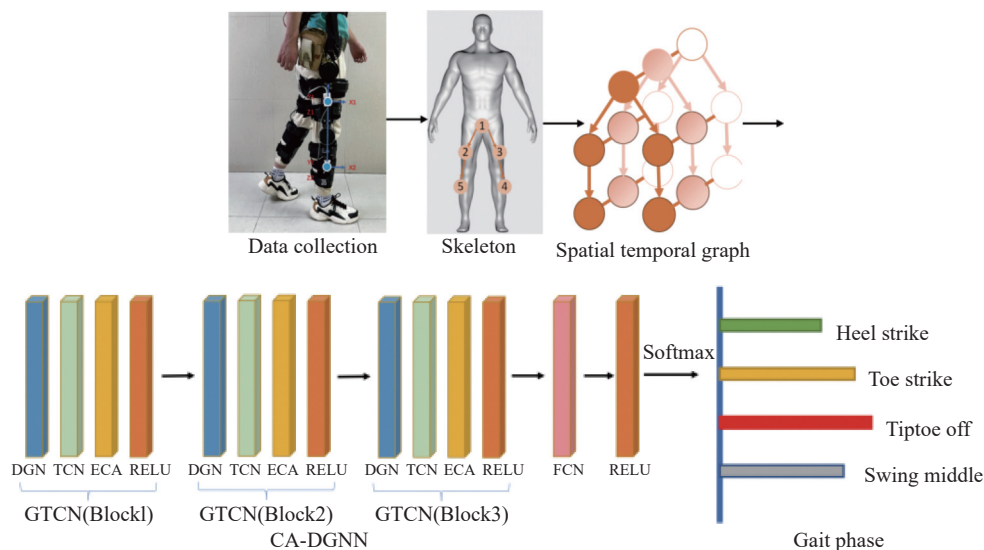 X1
X2
1
2
3
5
4
Data collection
Skeleton
Spatial temporal graph
DGN TCN ECA RELU
DGN TCN ECA RELU
DGN TCN ECA RELU
FCN
RELU
Softmax
Heel strike
Toe strike
Tiptoe off
Swing middle
GTCN(Blockl)
GTCN(Block2)
GTCN(Block3)
CA-DGNN
Gait phase